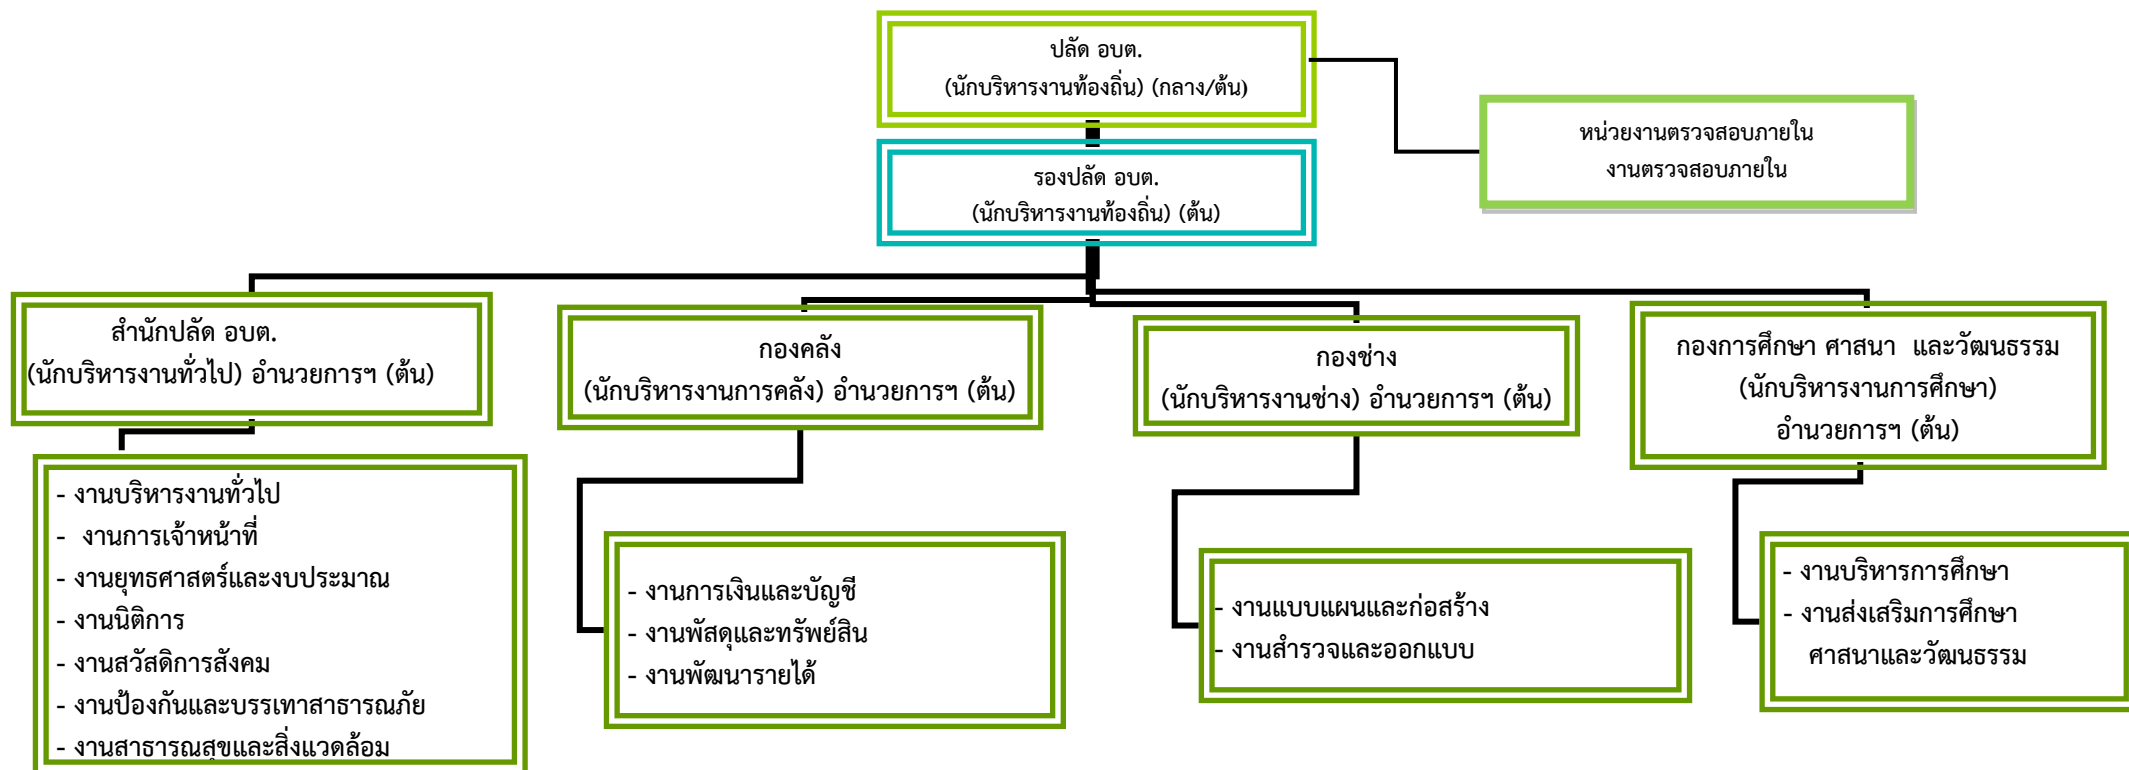 ปลัด อบต.
(นักบริหารงานท้องถิ่น) (กลาง/ต้น)
หน่วยงานตรวจสอบภายใน
งานตรวจสอบภายใน
รองปลัด อบต.
(นักบริหารงานท้องถิ่น) (ต้น)
สำนักปลัด อบต.
(นักบริหารงานทั่วไป) อำนวยการฯ (ต้น)
กองคลัง
(นักบริหารงานการคลัง) อำนวยการฯ (ต้น)
กองช่าง
(นักบริหารงานช่าง) อำนวยการฯ (ต้น)
กองการศึกษา ศาสนา  และวัฒนธรรม
(นักบริหารงานการศึกษา)
อำนวยการฯ (ต้น)
- งานบริหารงานทั่วไป
-  งานการเจ้าหน้าที่
- งานยุทธศาสตร์และงบประมาณ
- งานนิติการ
- งานสวัสดิการสังคม
- งานป้องกันและบรรเทาสาธารณภัย
- งานสาธารณสุขและสิ่งแวดล้อม
- งานการเงินและบัญชี
- งานพัสดุและทรัพย์สิน
- งานพัฒนารายได้
- งานแบบแผนและก่อสร้าง
- งานสำรวจและออกแบบ
- งานบริหารการศึกษา
- งานส่งเสริมการศึกษา
ศาสนาและวัฒนธรรม